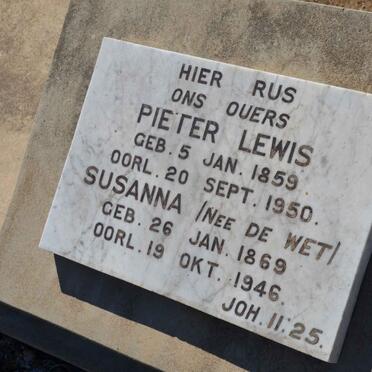 HIER RUS
ONS OUERS
PIETER LEWIS
GEB. 5 JAN. 1859.
OORL. 20 SEPT. 1950.
SUSANNA /NEE DE WET/
GEB. 26 JAN. 1869
OORL. 19 OKT. 1946.
JOH. 11:25.